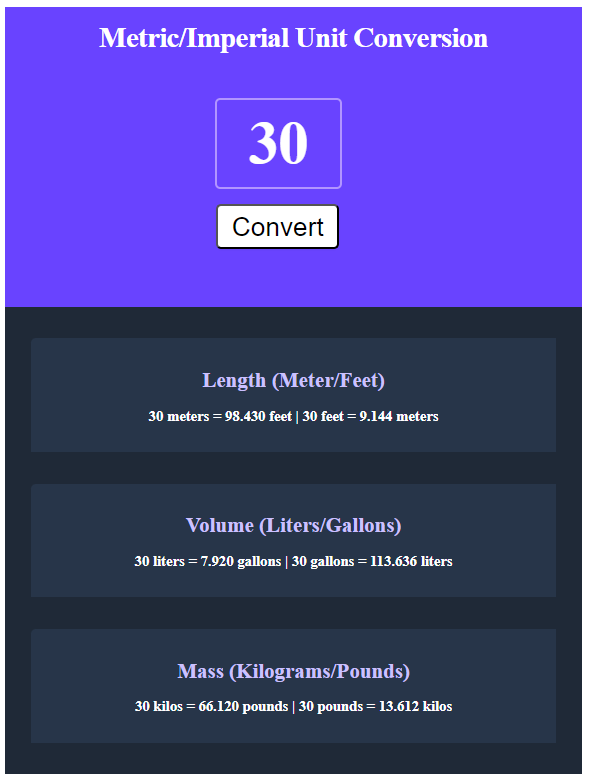 Metric/Imperial Unit Conversion
30
Convert
Length (Meter/Feet)
30 meters = 98.430 feet | 30 feet = 9.144 meters
Volume (Liters/Gallons)
30 liters = 7.920 gallons | 30 gallons = 113.636 liters
Mass (Kilograms/Pounds)
30 kilos = 66.120 pounds | 30 pounds = 13.612 kilos